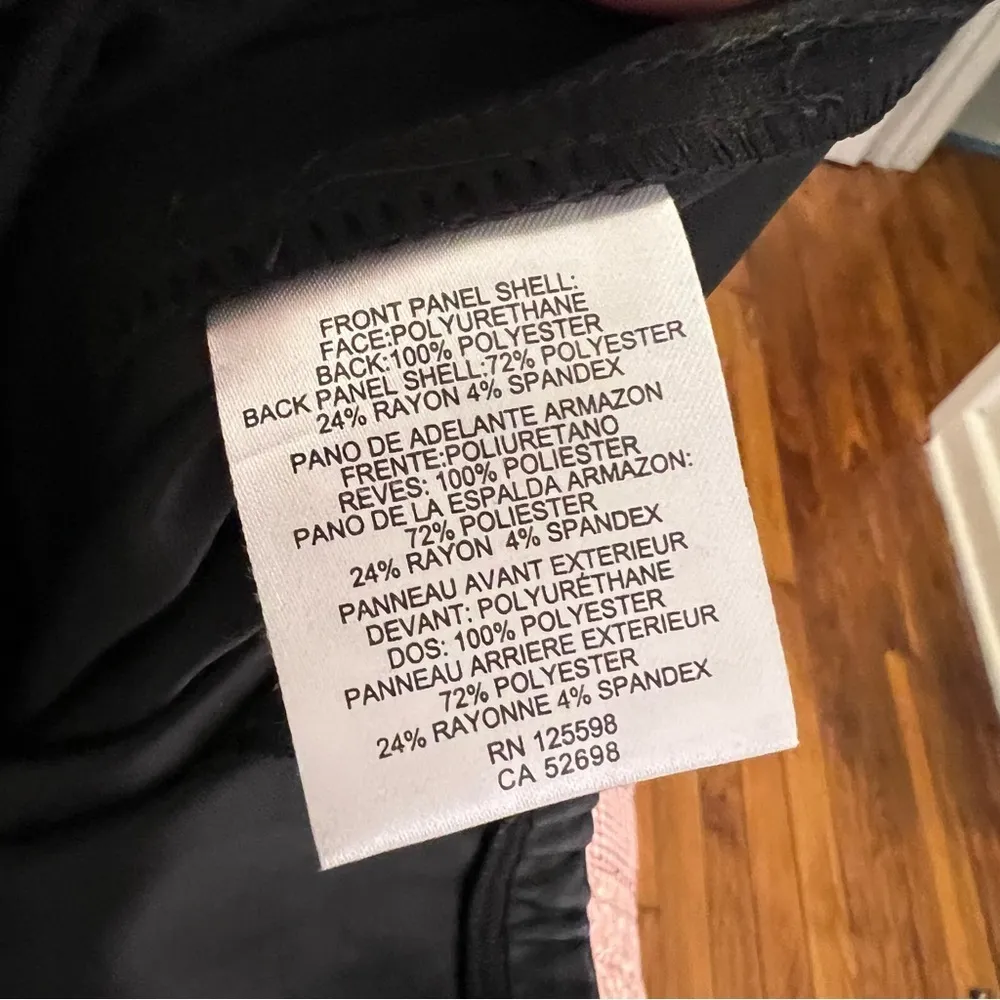 FRONT PANEL SHELL:
FACE:POLYURETHANE
BACK:100% POLYESTER
BACK PANEL SHELL:72% POLYESTER
24% RAYON 4% SPANDEX
PANO DE ADELANTE ARMAZON
FRENTE:POLIURETANO
REVES: 100% POLIESTER
PANO DE LA ESPALDA ARMAZON:
72% POLIESTER
24% RAYON 4% SPANDEX
PANNEAU AVANT EXTERIEUR
DEVANT: POLYURÉTHANE
DOS: 100% POLYESTER
PANNEAU ARRIERE EXTERIEUR
72% POLYESTER
24% RAYONNE 4% SPANDEX
RN 125598
CA 52698